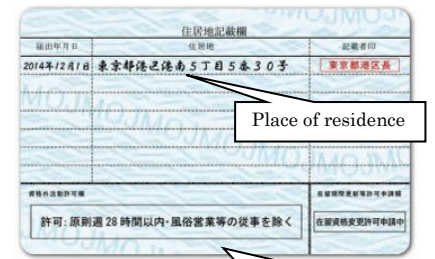 住居地記載欄
届出年月日 住居地 記載者印
2014年12月1日 東京都港区港南5丁目5番30号 東京都港区長
Place of residence
資格外活動許可欄 在留期間更新等許可申請欄
許可:原則週28時間以内・風俗営業等の従事を除く 在留資格変更許可申請中
MOJ MOJ MOJ